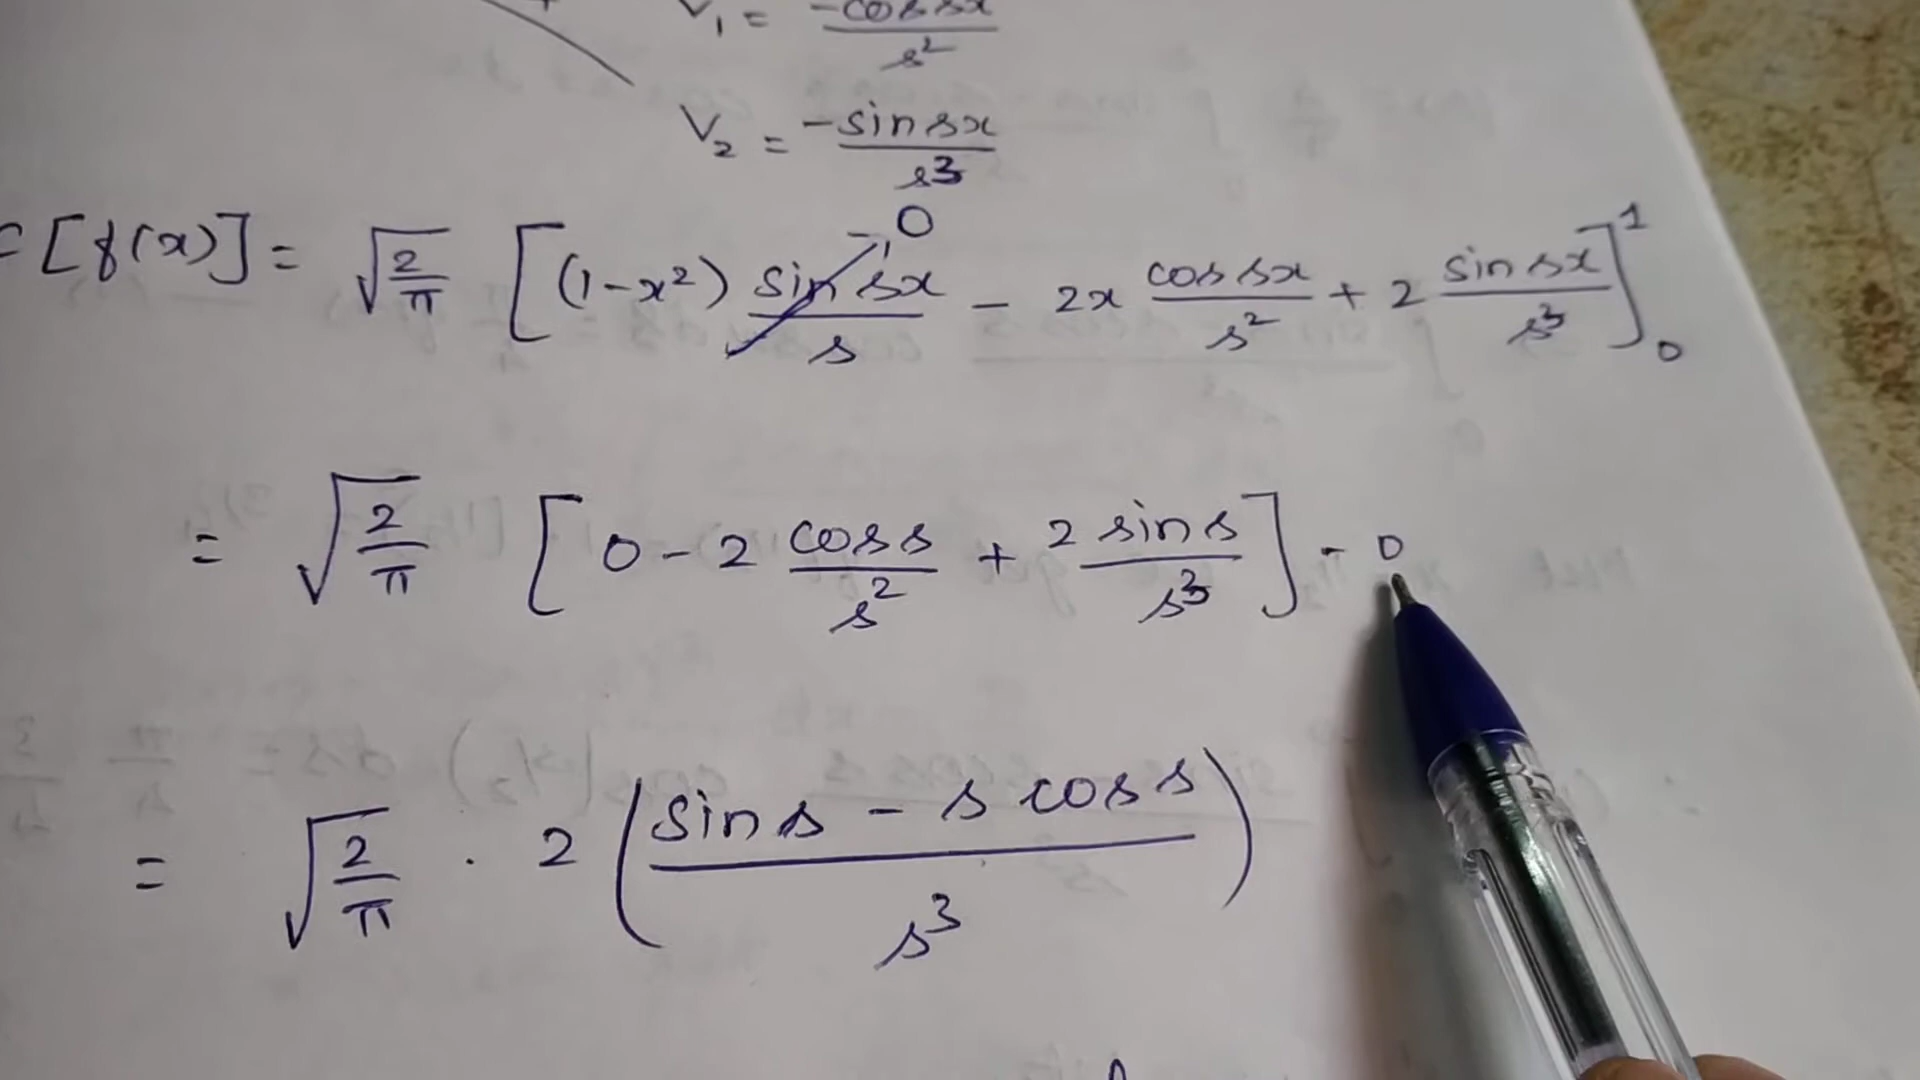 V₁ = -cos sx / s²
V₂ = -sin sx / s³
[f(x)] = √(2/π) [(1-x²) sin sx / s → 0 - 2x cos sx / s² + 2 sin sx / s³]₀¹
= √(2/π) [0 - 2 cos s / s² + 2 sin s / s³] - 0
= √(2/π) . 2 (sin s - s cos s / s³)